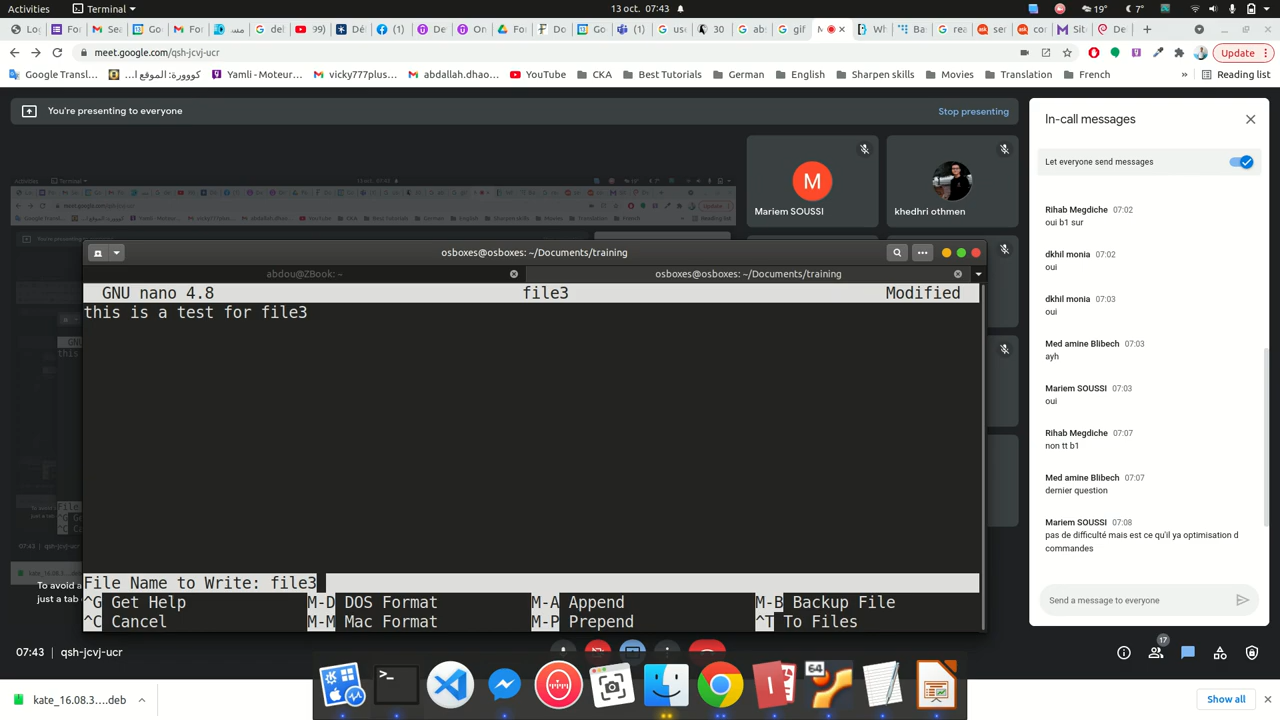 Activities
Terminal
13 oct. 07:43
19°
7°
meet.google.com/qsh-jcvj-ucr
Update
Google Transl...
Yamli - Moteur...
vicky777plus...
abdallah.dhao...
YouTube
CKA
Best Tutorials
German
English
Sharpen skills
Movies
Translation
French
»
Reading list
You're presenting to everyone
Stop presenting
In-call messages
Let everyone send messages
M
Mariem SOUSSI
khedhri othmen
Rihab Megdiche 07:02
oui b1 sur
dkhil monia 07:02
oui
dkhil monia 07:03
oui
Med amine Blibech 07:03
ayh
Mariem SOUSSI 07:03
oui
Rihab Megdiche 07:07
non tt b1
Med amine Blibech 07:07
dernier question
Mariem SOUSSI 07:08
pas de difficulté mais est ce qu'il ya optimisation d
commandes
Send a message to everyone
osboxes@osboxes: ~/Documents/training
abdou@ZBook: ~
osboxes@osboxes: ~/Documents/training
GNU nano 4.8 file3 Modified
this is a test for file3
File Name to Write: file3
^G Get Help M-D DOS Format M-A Append M-B Backup File
^C Cancel M-M Mac Format M-P Prepend ^T To Files
To avoid a
just a tab
07:43 | qsh-jcvj-ucr
17
64
kate_16.08.3....deb
Show all